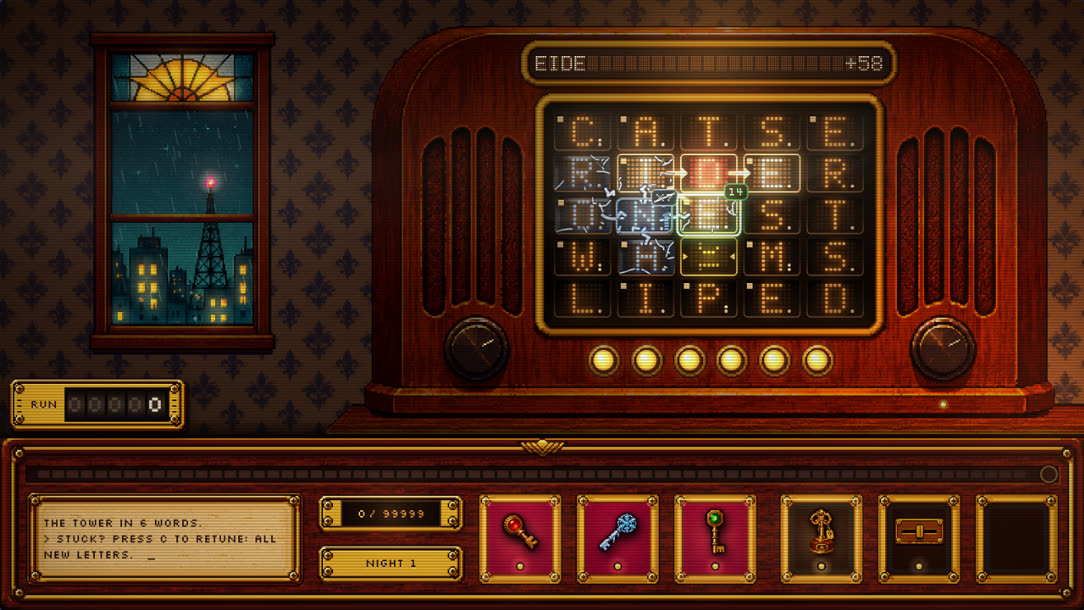 EIDE +58
C A T S E
R I D E R
O N E S T
14
W A M S
L I P E D
RUN 00000
THE TOWER IN 6 WORDS.
> STUCK? PRESS C TO RETUNE: ALL
NEW LETTERS. _
0 / 99999
NIGHT 1